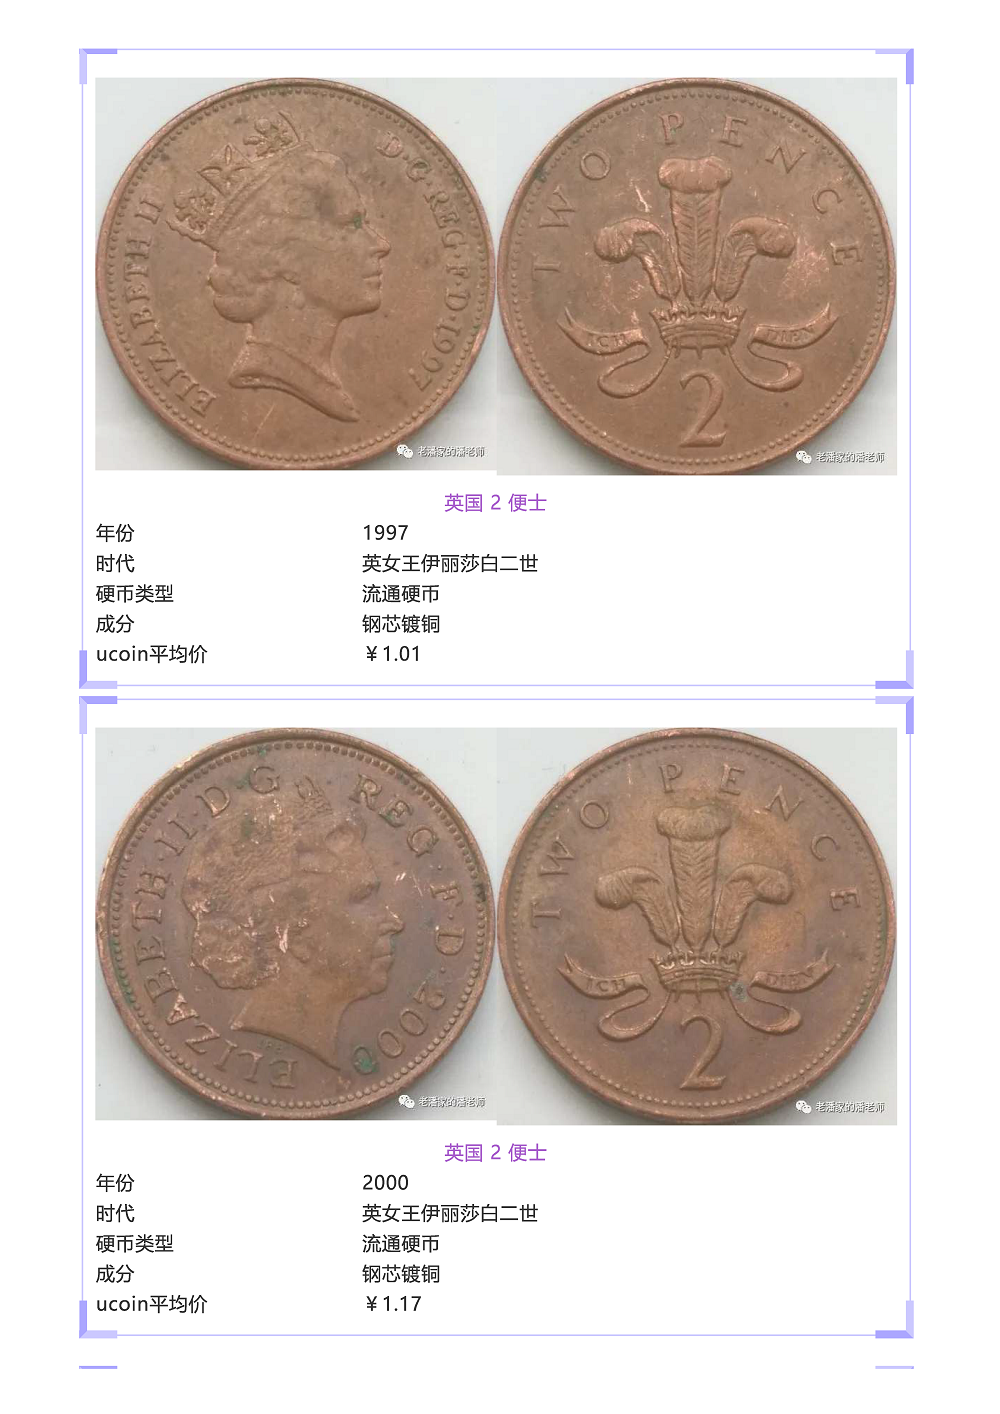 ELIZABETH II D·G·REG·F·D·1997
TWO PENCE
ICH DIEN
2
老潘家的潘老师
老潘家的潘老师
英国 2 便士
年份 1997
时代 英女王伊丽莎白二世
硬币类型 流通硬币
成分 钢芯镀铜
ucoin平均价 ¥1.01
ELIZABETH·II·D·G REG·F·D·2000
TWO PENCE
ICH DIEN
2
老潘家的潘老师
老潘家的潘老师
英国 2 便士
年份 2000
时代 英女王伊丽莎白二世
硬币类型 流通硬币
成分 钢芯镀铜
ucoin平均价 ¥1.17